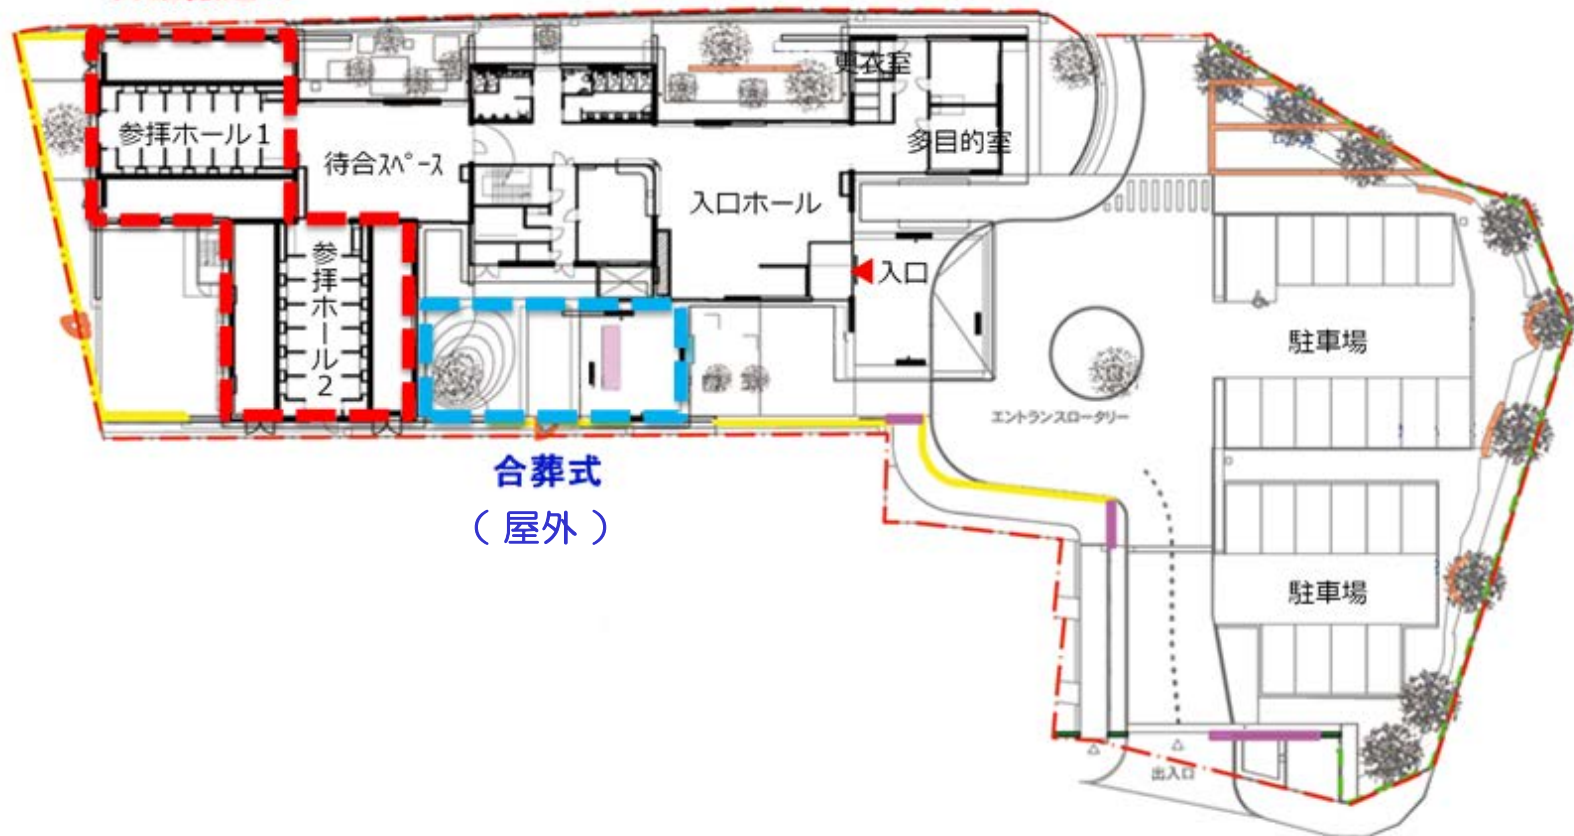 更衣室
参拝ホール1
多目的室
待合スペース
入口ホール
参拝ホール2
入口
駐車場
エントランスロータリー
合葬式
（屋外）
駐車場
出入口